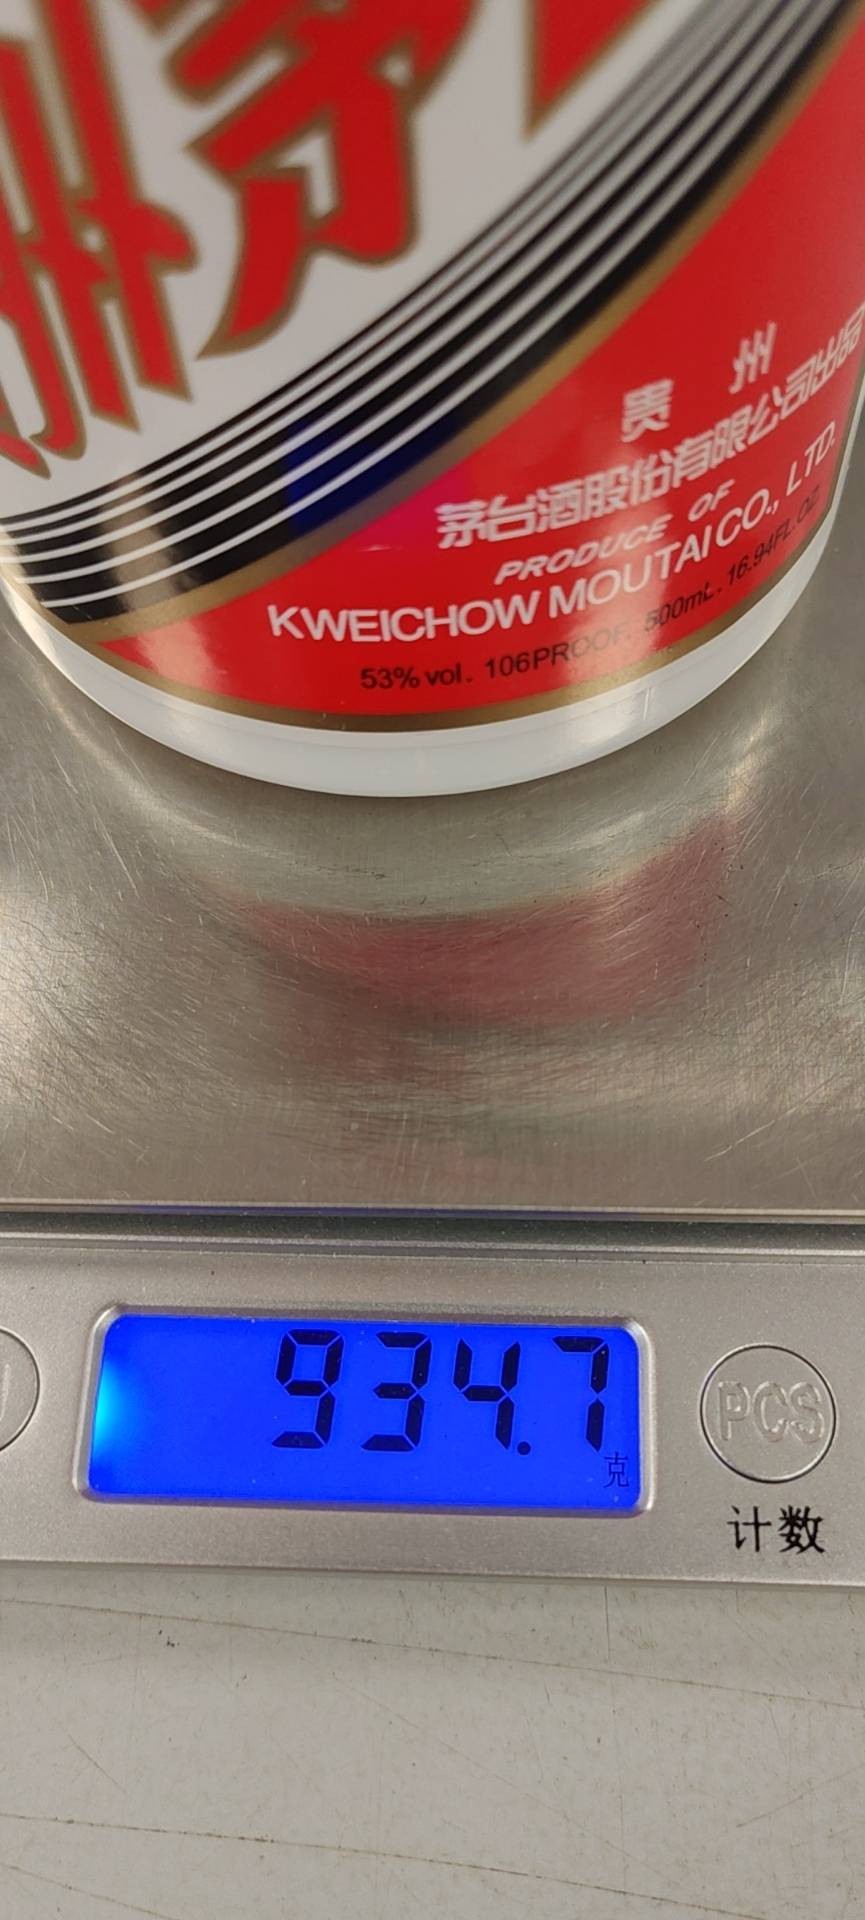 贵州
茅台酒股份有限公司出品
PRODUCE OF
KWEICHOW MOUTAI CO., LTD.
53% vol. 106PROOF. 500mL. 16.94FL.OZ
934.7
克
PCS
计数